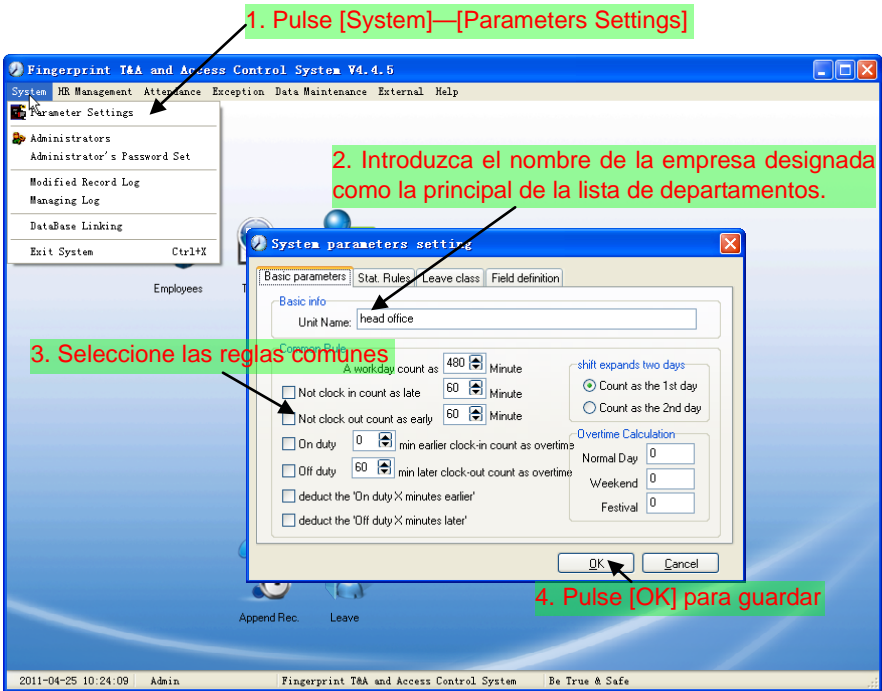 1. Pulse [System]—[Parameters Settings]
Fingerprint T&A and Access Control System V4.4.5
System HR Management Attendance Exception Data Maintenance External Help
Parameter Settings
Administrators
Administrator's Password Set
Modified Record Log
Managing Log
DataBase Linking
Exit System Ctrl+X
2. Introduzca el nombre de la empresa designada
como la principal de la lista de departamentos.
Employees
System parameters setting
Basic parameters Stat. Rules Leave class Field definition
Basic info
Unit Name: head office
3. Seleccione las reglas comunes
Common Rule
A workday count as 480 Minute
Not clock in count as late 60 Minute
Not clock out count as early 60 Minute
On duty 0 min earlier clock-in count as overtime
Off duty 60 min later clock-out count as overtime
deduct the 'On duty X minutes earlier'
deduct the 'Off duty X minutes later'
shift expands two days
Count as the 1st day
Count as the 2nd day
Overtime Calculation
Normal Day 0
Weekend 0
Festival 0
OK Cancel
4. Pulse [OK] para guardar
Append Rec. Leave
2011-04-25 10:24:09 Admin Fingerprint T&A and Access Control System Be True & Safe